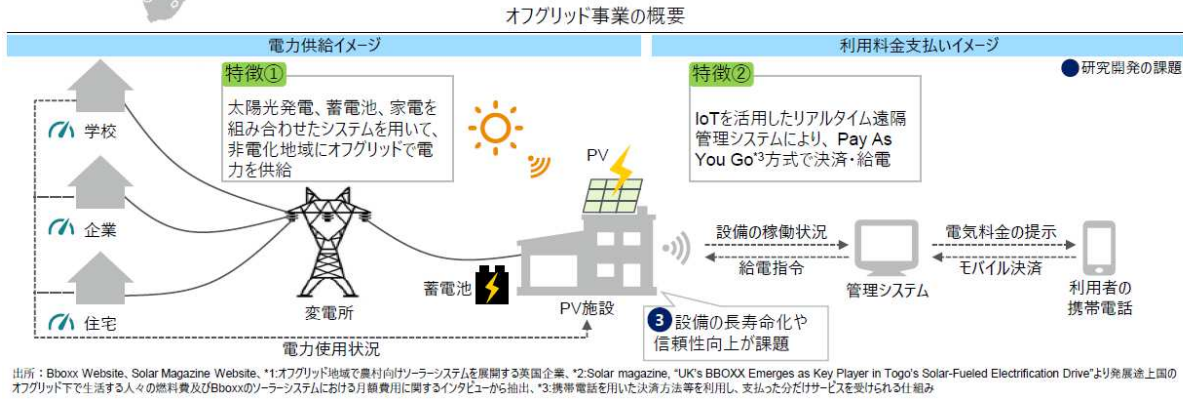 オフグリッド事業の概要
電力供給イメージ
利用料金支払いイメージ
●研究開発の課題
特徴①
太陽光発電、蓄電池、家電を
組み合わせたシステムを用いて、
非電化地域にオフグリッドで電
力を供給
特徴②
IoTを活用したリアルタイム遠隔
管理システムにより、Pay As
You Go*3方式で決済・給電
学校
企業
住宅
変電所
蓄電池
PV
PV施設
設備の稼働状況
給電指令
管理システム
電気料金の提示
モバイル決済
利用者の
携帯電話
3 設備の長寿命化や
信頼性向上が課題
電力使用状況
出所：Bboxx Website、Solar Magazine Website、*1:オフグリッド地域で農村向けソーラーシステムを展開する英国企業、*2:Solar magazine, "UK's BBOXX Emerges as Key Player in Togo's Solar-Fueled Electrification Drive"より発展途上国の
オフグリッド下で生活する人々の燃料費及びBboxxのソーラーシステムにおける月額費用に関するインタビューから抽出、*3:携帯電話を用いた決済方法等を利用し、支払った分だけサービスを受けられる仕組み